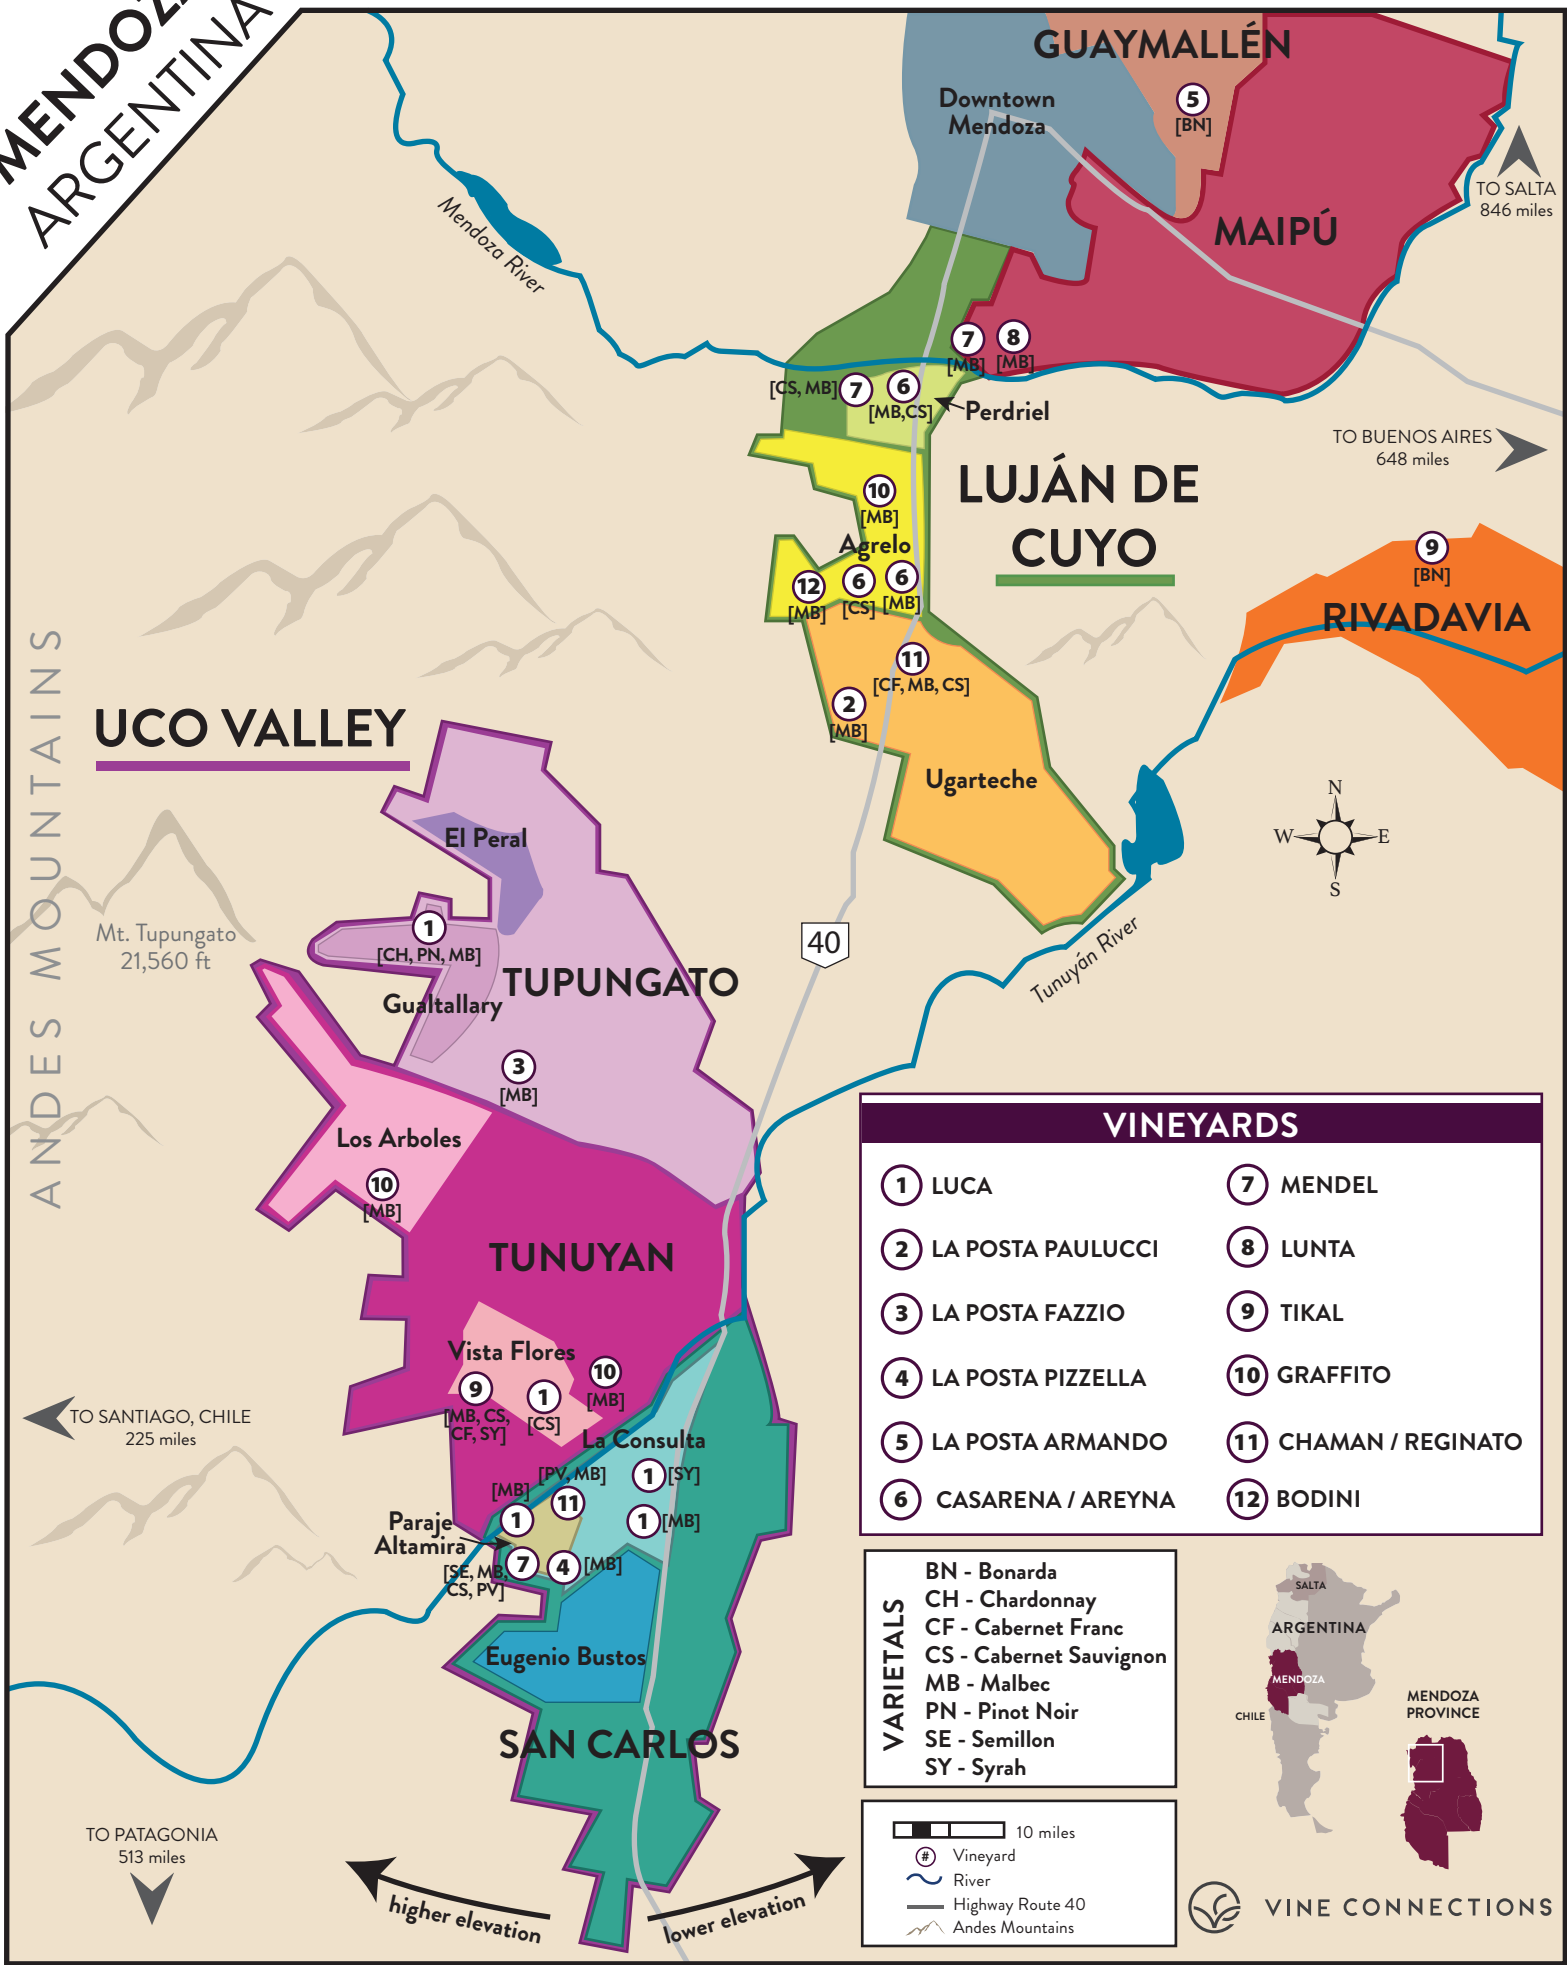 MENDOZA
ARGENTINA
GUAYMALLÉN
Downtown
Mendoza
5
[BN]
MAIPÚ
TO SALTA
846 miles
Mendoza River
7
[MB]
8
[MB]
[CS, MB]
7
6
[MB,CS]
Perdriel
TO BUENOS AIRES
648 miles
LUJÁN DE
CUYO
10
[MB]
Agrelo
12
[MB]
6
[CS]
6
[MB]
9
[BN]
RIVADAVIA
11
[CF, MB, CS]
2
[MB]
Ugarteche
ANDES MOUNTAINS
UCO VALLEY
El Peral
N
W
E
S
Mt. Tupungato
21,560 ft
1
[CH, PN, MB]
Gualtallary
TUPUNGATO
40
Tunuyán River
3
[MB]
Los Arboles
10
[MB]
TUNUYAN
Vista Flores
9
[MB, CS,
CF, SY]
1
[CS]
10
[MB]
TO SANTIAGO, CHILE
225 miles
La Consulta
[PV, MB]
11
1
[SY]
[MB]
1
1
[MB]
Paraje
Altamira
[SE, MB,
CS, PV]
7
4
[MB]
Eugenio Bustos
SAN CARLOS
TO PATAGONIA
513 miles
higher elevation
lower elevation
VINEYARDS
1 LUCA
2 LA POSTA PAULUCCI
3 LA POSTA FAZZIO
4 LA POSTA PIZZELLA
5 LA POSTA ARMANDO
6 CASARENA / AREYNA
7 MENDEL
8 LUNTA
9 TIKAL
10 GRAFFITO
11 CHAMAN / REGINATO
12 BODINI
VARIETALS
BN - Bonarda
CH - Chardonnay
CF - Cabernet Franc
CS - Cabernet Sauvignon
MB - Malbec
PN - Pinot Noir
SE - Semillon
SY - Syrah
10 miles
# Vineyard
River
Highway Route 40
Andes Mountains
SALTA
ARGENTINA
MENDOZA
CHILE
MENDOZA
PROVINCE
VINE CONNECTIONS